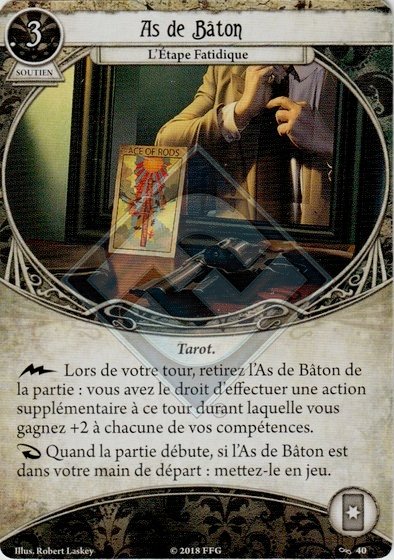 3
As de Bâton
SOUTIEN
L'Étape Fatidique
ACE OF RODS
Tarot.
Lors de votre tour, retirez l'As de Bâton de
la partie : vous avez le droit d'effectuer une action
supplémentaire à ce tour durant laquelle vous
gagnez +2 à chacune de vos compétences.
Quand la partie débute, si l'As de Bâton est
dans votre main de départ : mettez-le en jeu.
Illus. Robert Laskey
© 2018 FFG
40